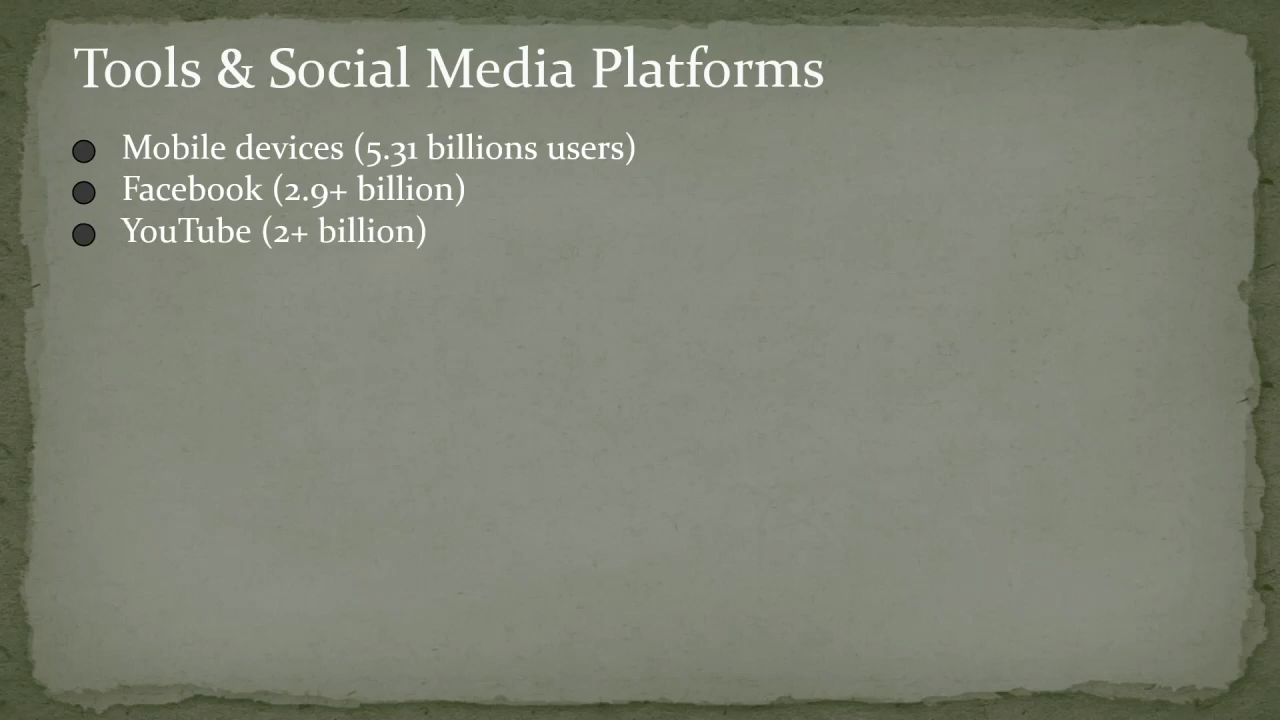 Tools & Social Media Platforms
Mobile devices (5.31 billions users)
Facebook (2.9+ billion)
YouTube (2+ billion)